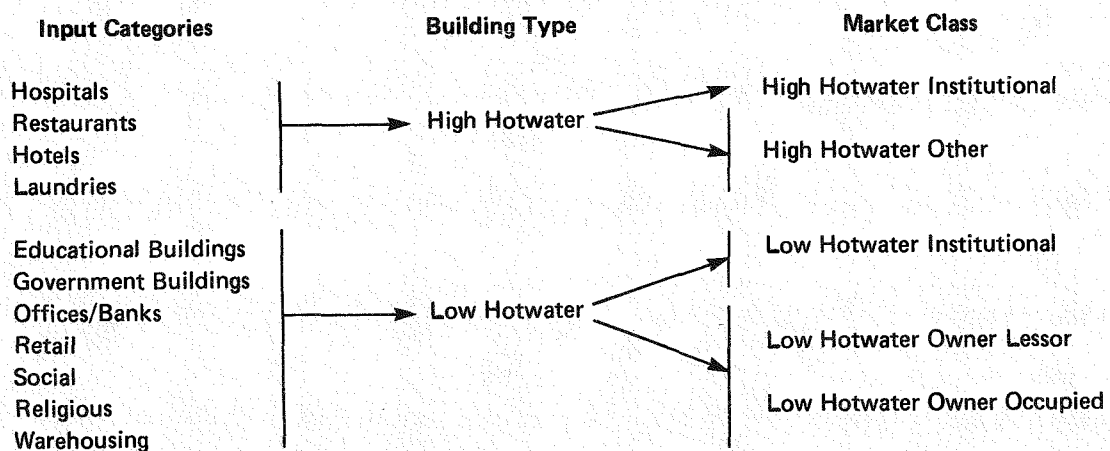 Input Categories
Building Type
Market Class
Hospitals
Restaurants
Hotels
Laundries
High Hotwater
High Hotwater Institutional
High Hotwater Other
Educational Buildings
Government Buildings
Offices/Banks
Retail
Social
Religious
Warehousing
Low Hotwater
Low Hotwater Institutional
Low Hotwater Owner Lessor
Low Hotwater Owner Occupied